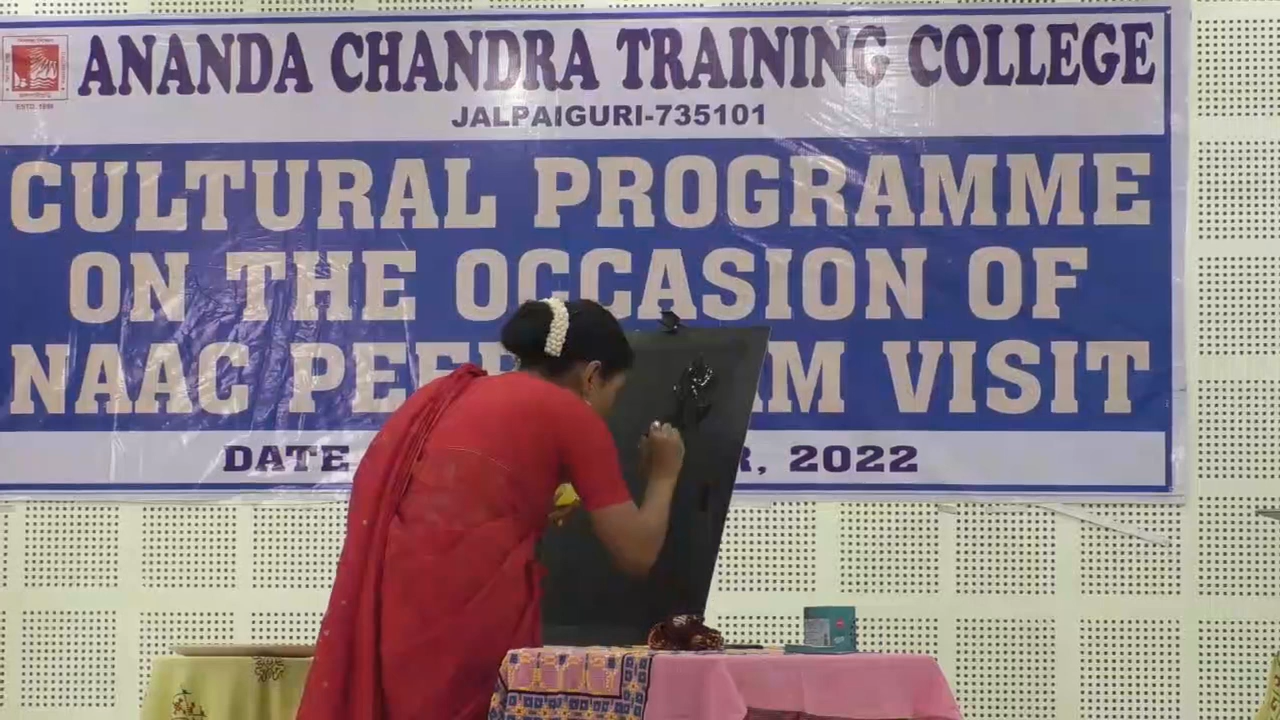 ANANDA CHANDRA TRAINING COLLEGE
JALPAIGURI-735101
CULTURAL PROGRAMME
ON THE OCCASION OF
NAAC VISIT
DATE 2022